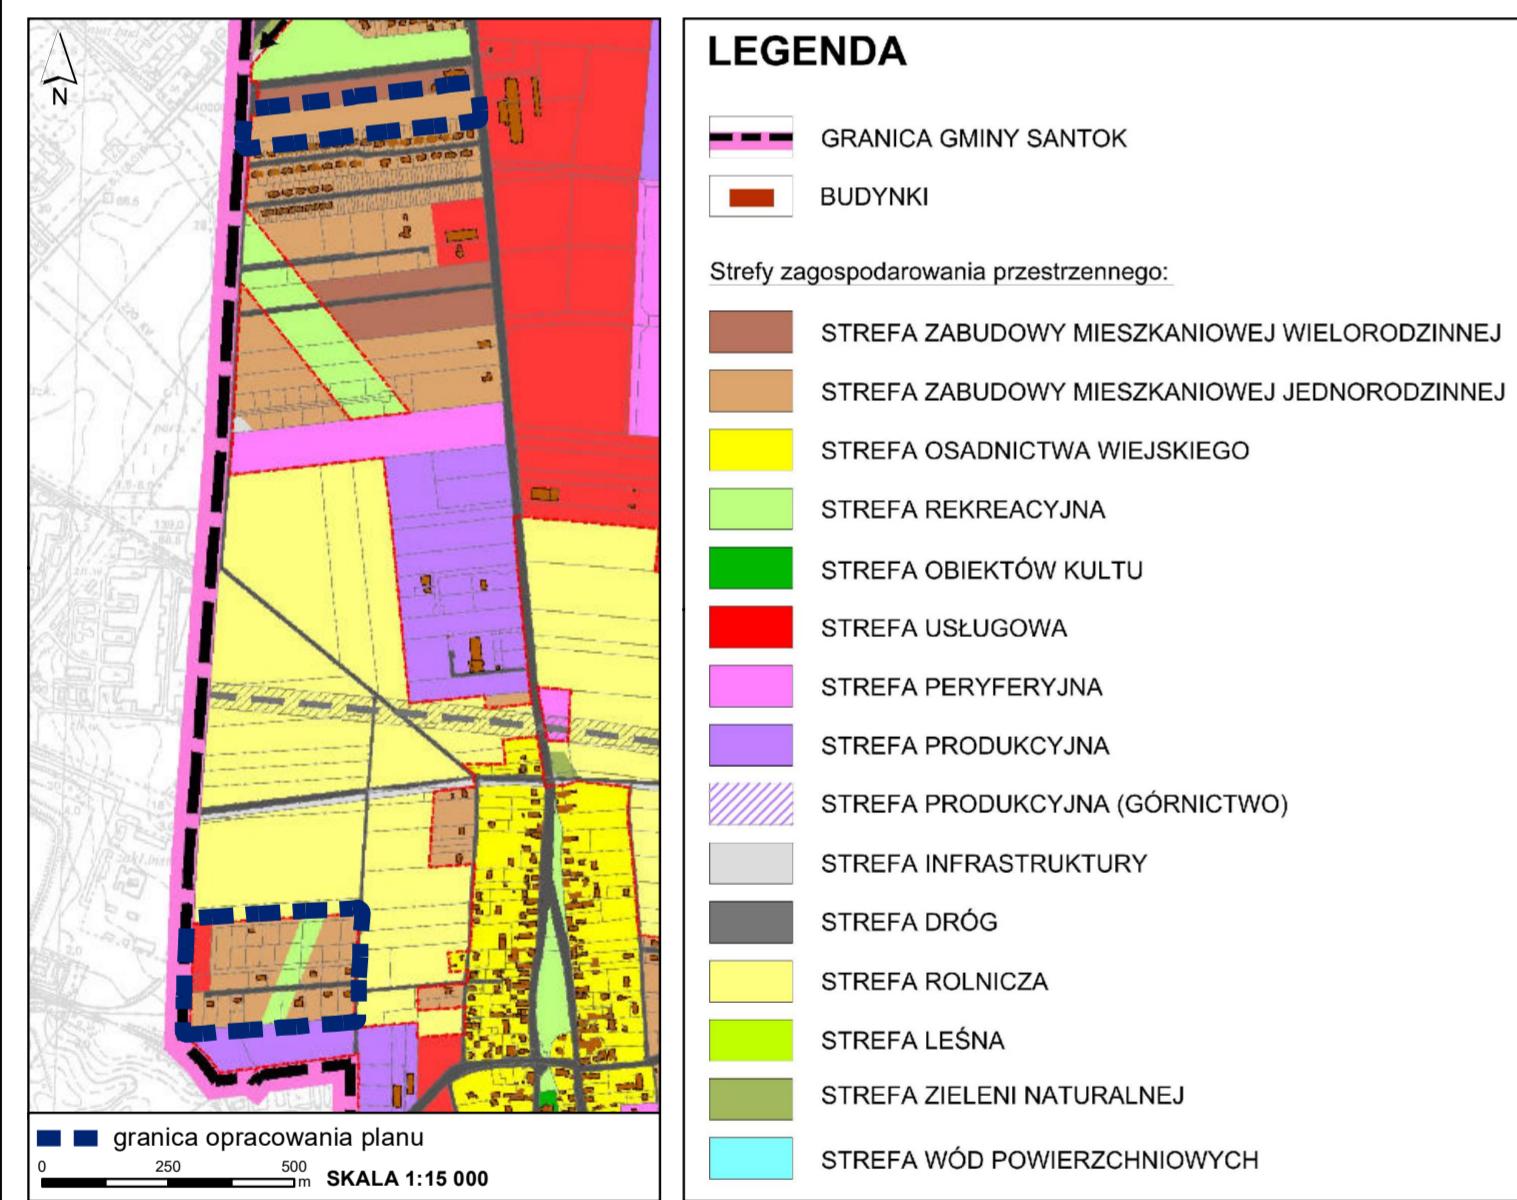 N
granica opracowania planu
0 250 500
m
SKALA 1:15 000
LEGENDA
GRANICA GMINY SANTOK
BUDYNKI
Strefy zagospodarowania przestrzennego:
STREFA ZABUDOWY MIESZKANIOWEJ WIELORODZINNEJ
STREFA ZABUDOWY MIESZKANIOWEJ JEDNORODZINNEJ
STREFA OSADNICTWA WIEJSKIEGO
STREFA REKREACYJNA
STREFA OBIEKTÓW KULTU
STREFA USŁUGOWA
STREFA PERYFERYJNA
STREFA PRODUKCYJNA
STREFA PRODUKCYJNA (GÓRNICTWO)
STREFA INFRASTRUKTURY
STREFA DRÓG
STREFA ROLNICZA
STREFA LEŚNA
STREFA ZIELENI NATURALNEJ
STREFA WÓD POWIERZCHNIOWYCH